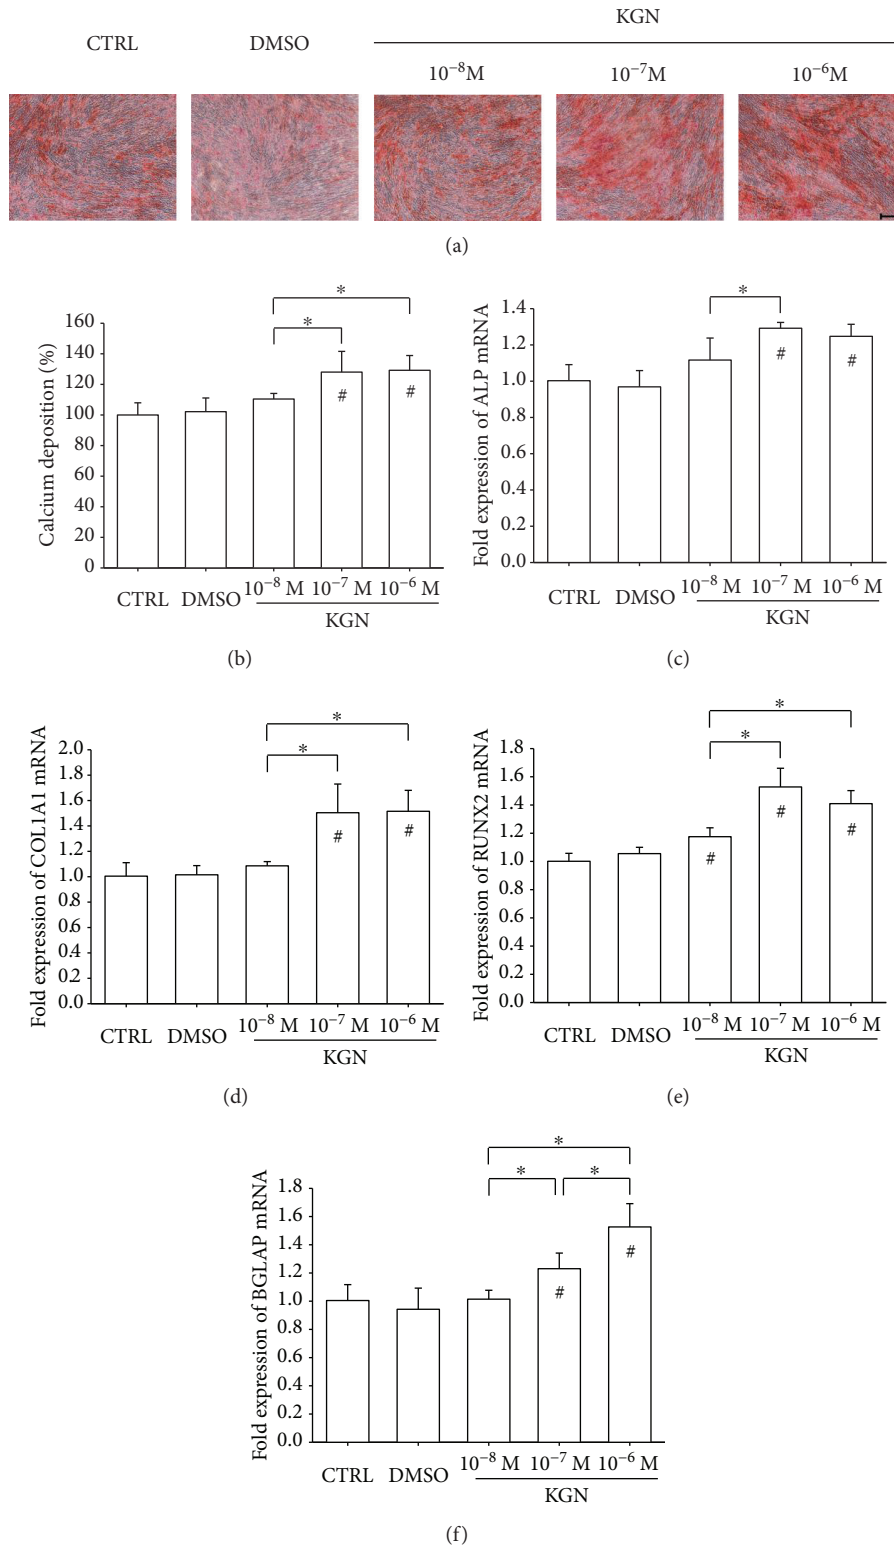 KGN
CTRL DMSO
10⁻⁸M 10⁻⁷M 10⁻⁶M
(a)
Calcium deposition (%)
160
140
120
100
80
60
40
20
0
* *
# #
CTRL DMSO 10⁻⁸ M 10⁻⁷ M 10⁻⁶ M
KGN
(b)
Fold expression of ALP mRNA
1.4
1.2
1.0
0.8
0.6
0.4
0.2
0.0
*
# #
CTRL DMSO 10⁻⁸ M 10⁻⁷ M 10⁻⁶ M
KGN
(c)
Fold expression of COL1A1 mRNA
2.0
1.8
1.6
1.4
1.2
1.0
0.8
0.6
0.4
0.2
0.0
* *
# #
CTRL DMSO 10⁻⁸ M 10⁻⁷ M 10⁻⁶ M
KGN
(d)
Fold expression of RUNX2 mRNA
1.8
1.6
1.4
1.2
1.0
0.8
0.6
0.4
0.2
0.0
* *
# # #
CTRL DMSO 10⁻⁸ M 10⁻⁷ M 10⁻⁶ M
KGN
(e)
Fold expression of BGLAP mRNA
1.8
1.6
1.4
1.2
1.0
0.8
0.6
0.4
0.2
0.0
*
* *
# #
CTRL DMSO 10⁻⁸ M 10⁻⁷ M 10⁻⁶ M
KGN
(f)